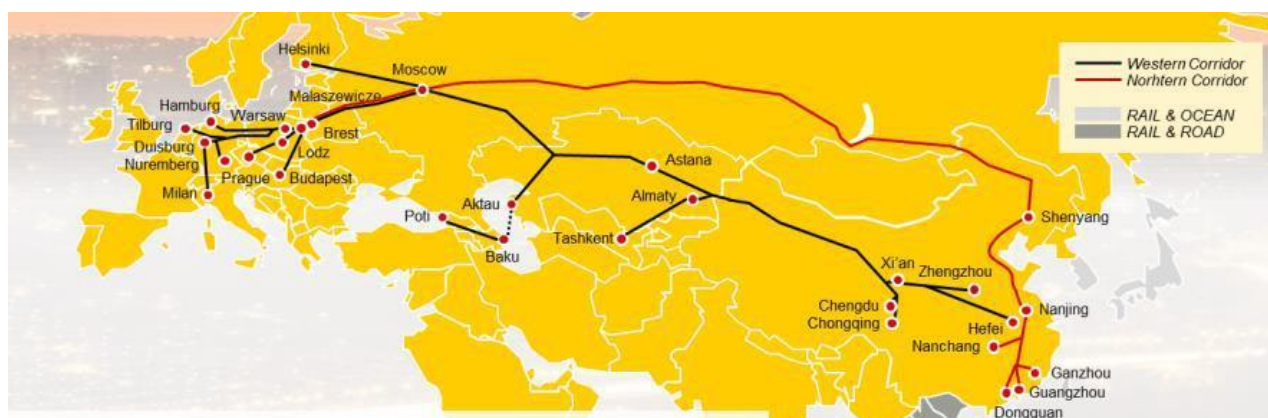 Helsinki
Moscow
Western Corridor
Norhtern Corridor
RAIL & OCEAN
RAIL & ROAD
Hamburg
Malaszewicze
Warsaw
Tilburg
Brest
Duisburg
Lodz
Nuremberg
Prague
Budapest
Milan
Astana
Almaty
Aktau
Poti
Baku
Tashkent
Shenyang
Xi'an
Zhengzhou
Chengdu
Chongqing
Hefei
Nanjing
Nanchang
Ganzhou
Guangzhou
Dongguan